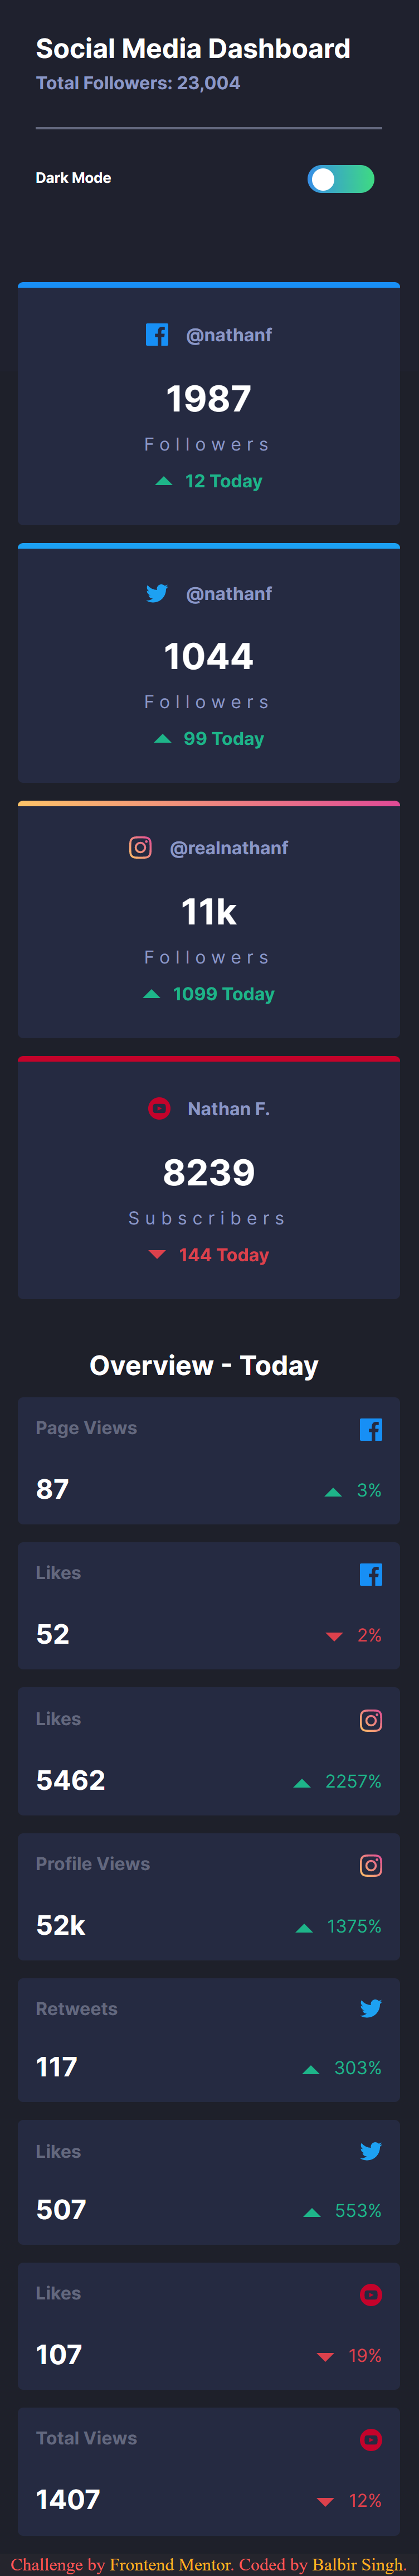 Social Media Dashboard
Total Followers: 23,004
Dark Mode
@nathanf
1987
Followers
12 Today
@nathanf
1044
Followers
99 Today
@realnathanf
11k
Followers
1099 Today
Nathan F.
8239
Subscribers
144 Today
Overview - Today
Page Views
87 3%
Likes
52 2%
Likes
5462 2257%
Profile Views
52k 1375%
Retweets
117 303%
Likes
507 553%
Likes
107 19%
Total Views
1407 12%
Challenge by Frontend Mentor. Coded by Balbir Singh.